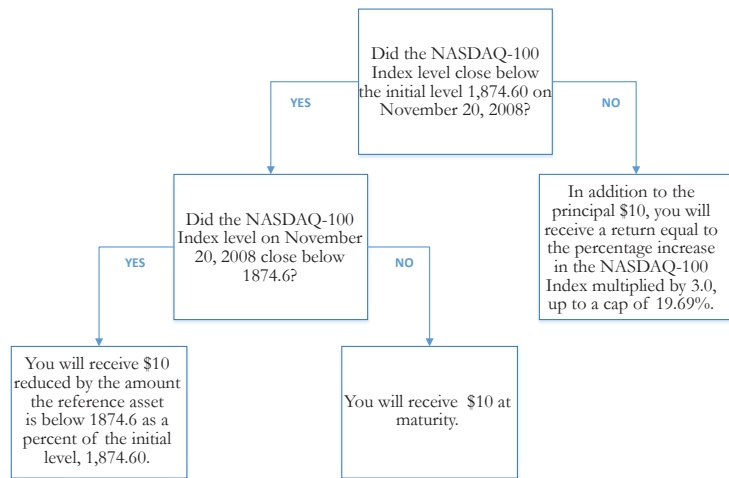 Did the NASDAQ-100
Index level close below
the initial level 1,874.60 on
November 20, 2008?
YES
NO
Did the NASDAQ-100
Index level on November
20, 2008 close below
1874.6?
In addition to the
principal $10, you will
receive a return equal to
the percentage increase
in the NASDAQ-100
Index multiplied by 3.0,
up to a cap of 19.69%.
YES
NO
You will receive $10
reduced by the amount
the reference asset
is below 1874.6 as a
percent of the initial
level, 1,874.60.
You will receive $10 at
maturity.